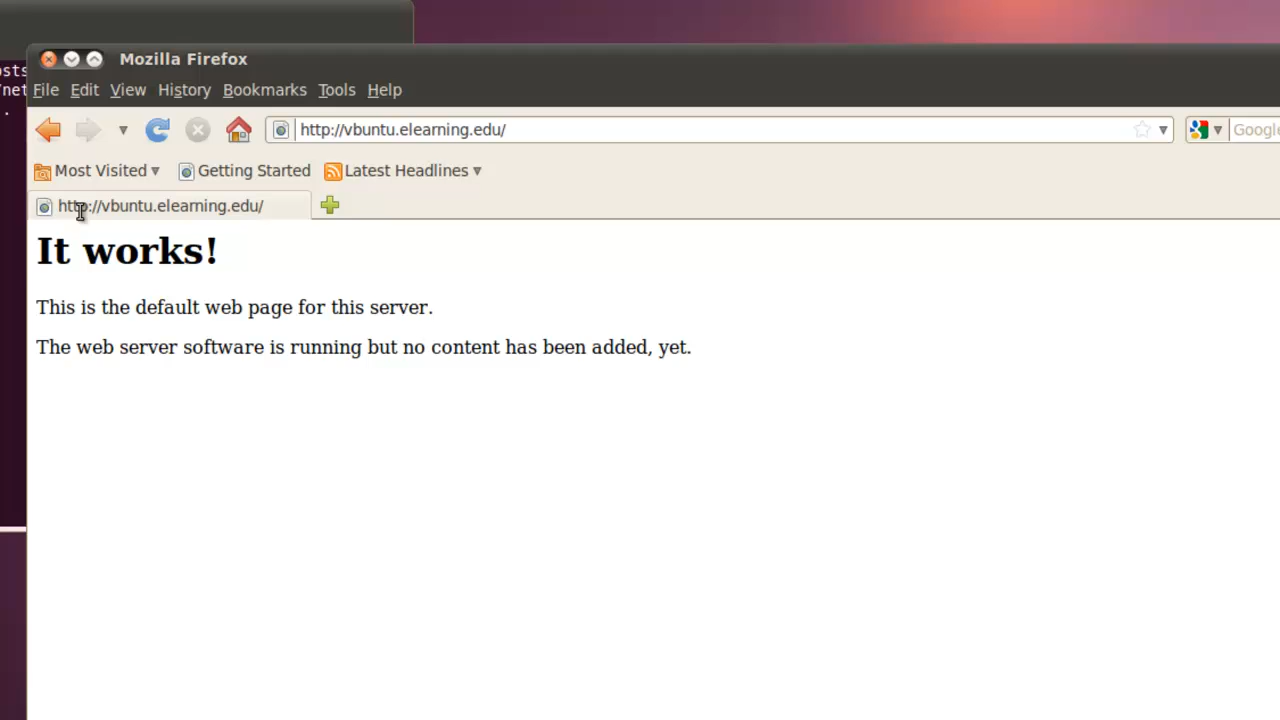 Mozilla Firefox
osts
/net
.
File Edit View History Bookmarks Tools Help
http://vbuntu.elearning.edu/ Google
Most Visited Getting Started Latest Headlines
http://vbuntu.elearning.edu/
It works!
This is the default web page for this server.
The web server software is running but no content has been added, yet.